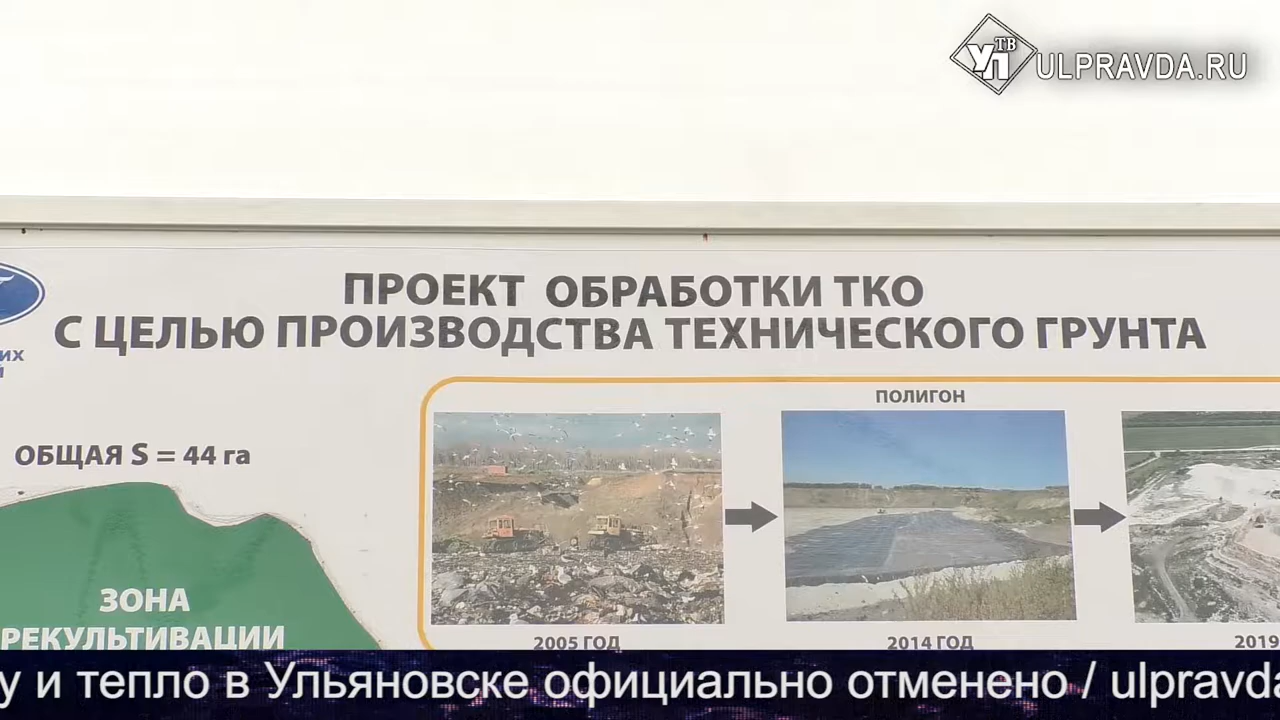 УП ТВ ULPRAVDA.RU
ПРОЕКТ ОБРАБОТКИ ТКО
С ЦЕЛЬЮ ПРОИЗВОДСТВА ТЕХНИЧЕСКОГО ГРУНТА
ПОЛИГОН
ОБЩАЯ S = 44 га
ЗОНА
РЕКУЛЬТИВАЦИИ
2005 ГОД
2014 ГОД
2019
у и тепло в Ульяновске официально отменено / ulpravda